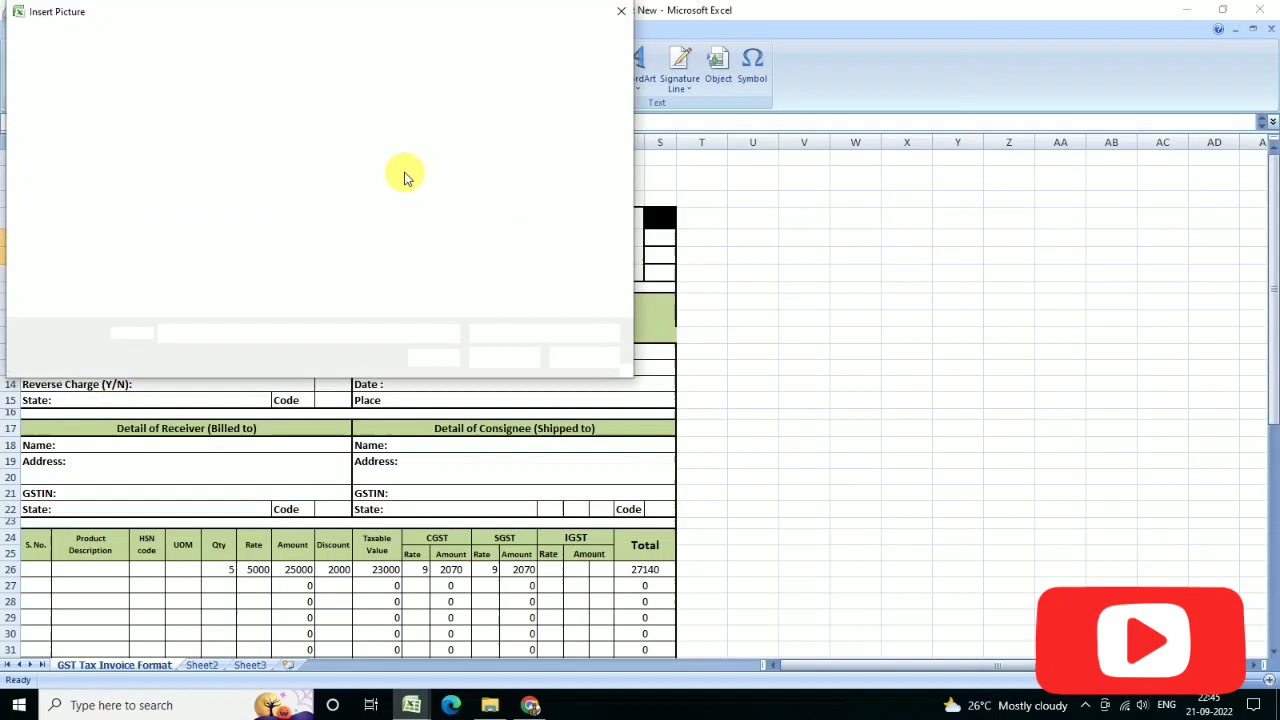 Insert Picture
t New - Microsoft Excel
rdArt Signature Line Object Symbol
Text
S T U V W X Y Z AA AB AC AD A
14 Reverse Charge (Y/N): Date :
15 State: Code Place
16
17 Detail of Receiver (Billed to) Detail of Consignee (Shipped to)
18 Name: Name:
19 Address: Address:
20
21 GSTIN: GSTIN:
22 State: Code State: Code
23
24 S. No. Product Description HSN code UOM Qty Rate Amount Discount Taxable Value CGST SGST IGST Total
25 Rate Amount Rate Amount Rate Amount
26 5 5000 25000 2000 23000 9 2070 9 2070 27140
27 0 0 0 0 0
28 0 0 0 0 0
29 0 0 0 0 0
30 0 0 0 0 0
31 0 0 0 0 0
GST Tax Invoice Format Sheet2 Sheet3
Ready
Type here to search
26°C Mostly cloudy
ENG
22:45
21-09-2022